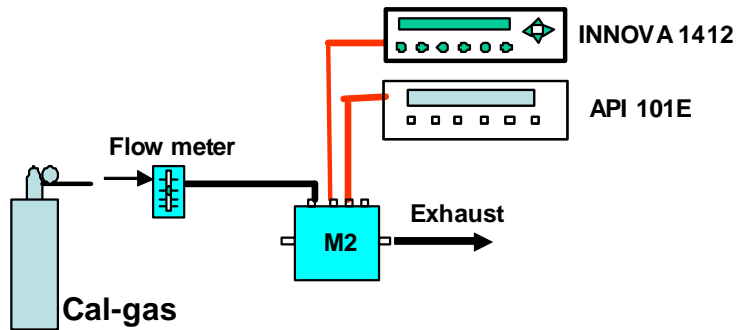 INNOVA 1412
API 101E
Flow meter
Exhaust
M2
Cal-gas